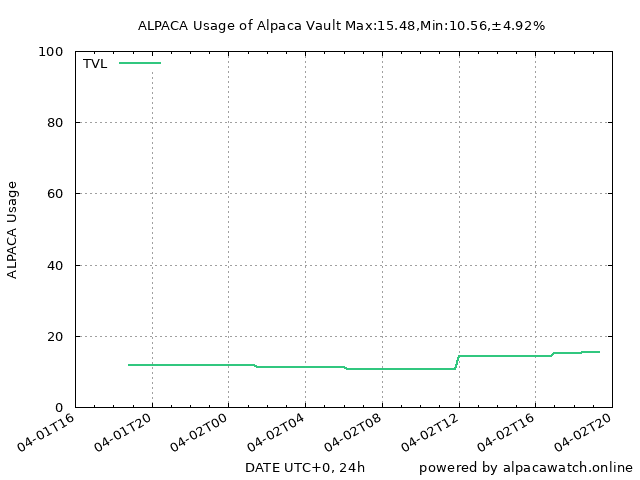 ALPACA Usage of Alpaca Vault Max:15.48,Min:10.56,±4.92%
100
TVL
80
60
40
20
0
ALPACA Usage
04-01T16
04-01T20
04-02T00
04-02T04
04-02T08
04-02T12
04-02T16
04-02T20
DATE UTC+0, 24h
powered by alpacawatch.online